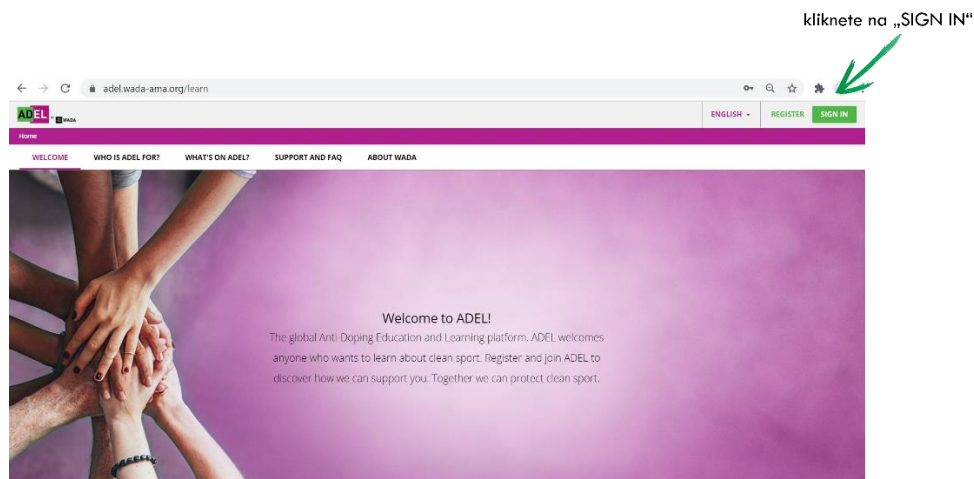 kliknete na „SIGN IN“
adel.wada-ama.org/learn
ADEL BY WADA
ENGLISH
REGISTER
SIGN IN
Home
WELCOME WHO IS ADEL FOR? WHAT'S ON ADEL? SUPPORT AND FAQ ABOUT WADA
Welcome to ADEL!
The global Anti-Doping Education and Learning platform. ADEL welcomes
anyone who wants to learn about clean sport. Register and join ADEL to
discover how we can support you. Together we can protect clean sport.